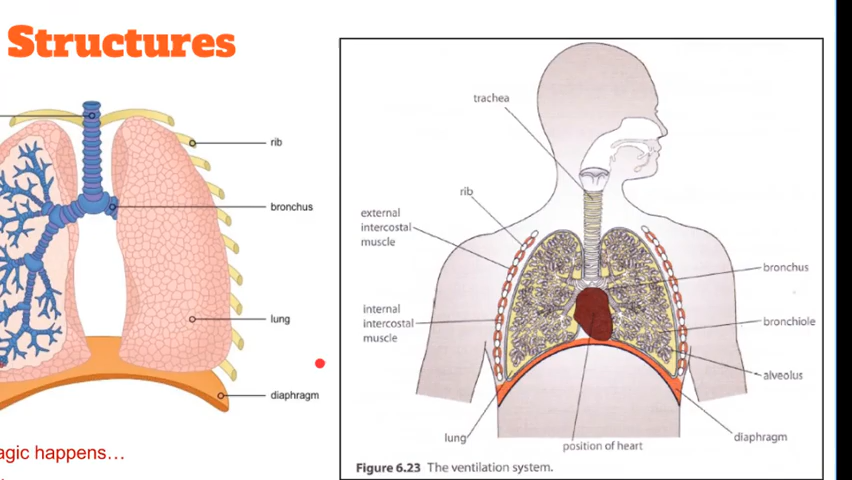 Structures
rib
bronchus
lung
diaphragm
agic happens…
trachea
rib
external
intercostal
muscle
internal
intercostal
muscle
bronchus
bronchiole
alveolus
lung
position of heart
diaphragm
Figure 6.23 The ventilation system.